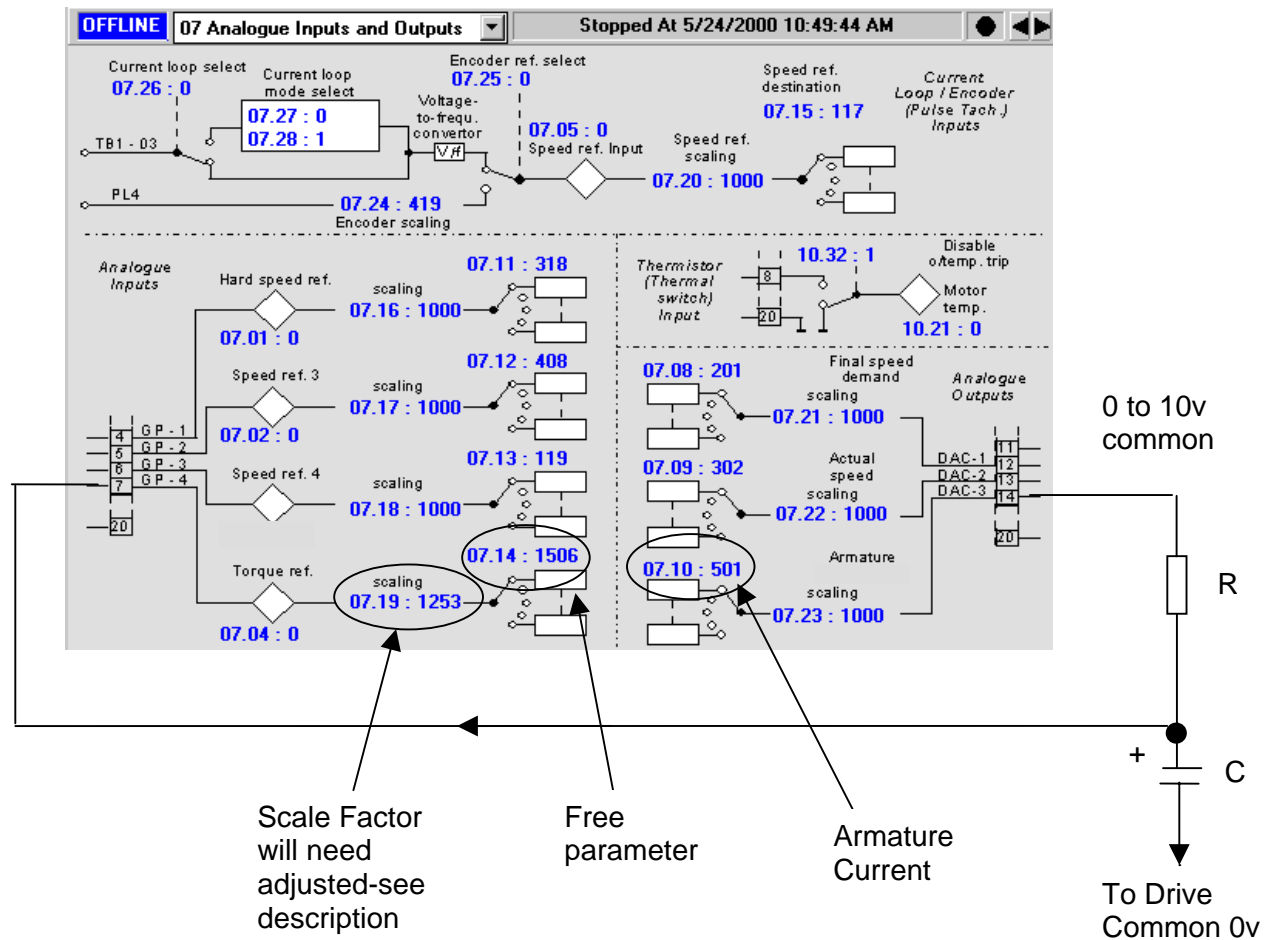 OFFLINE 07 Analogue Inputs and Outputs Stopped At 5/24/2000 10:49:44 AM
Current loop select
07.26 : 0
Current loop
mode select
07.27 : 0
07.28 : 1
Encoder ref. select
07.25 : 0
Voltage-
to-frequ.
convertor
V/f
07.05 : 0
Speed ref. Input
Speed ref.
scaling
07.20 : 1000
Speed ref.
destination
07.15 : 117
Current
Loop / Encoder
(Pulse Tach.)
Inputs
TB1 - 03
PL4
07.24 : 419
Encoder scaling
Analogue
Inputs
Hard speed ref.
07.01 : 0
scaling
07.16 : 1000
07.11 : 318
Speed ref. 3
07.02 : 0
scaling
07.17 : 1000
07.12 : 408
4 GP - 1
5 GP - 2
6 GP - 3
7 GP - 4
20
Speed ref. 4
scaling
07.18 : 1000
07.13 : 119
Torque ref.
07.04 : 0
scaling
07.19 : 1253
07.14 : 1506
Thermistor
(Thermal
switch)
Input
8
20
10.32 : 1
Disable
o/temp. trip
Motor
temp.
10.21 : 0
07.08 : 201
Final speed
demand
scaling
07.21 : 1000
Analogue
Outputs
07.09 : 302
Actual
speed
scaling
07.22 : 1000
11
DAC-1 12
DAC-2 13
DAC-3 14
20
07.10 : 501
Armature
scaling
07.23 : 1000
0 to 10v
common
R
+
C
To Drive
Common 0v
Scale Factor
will need
adjusted-see
description
Free
parameter
Armature
Current